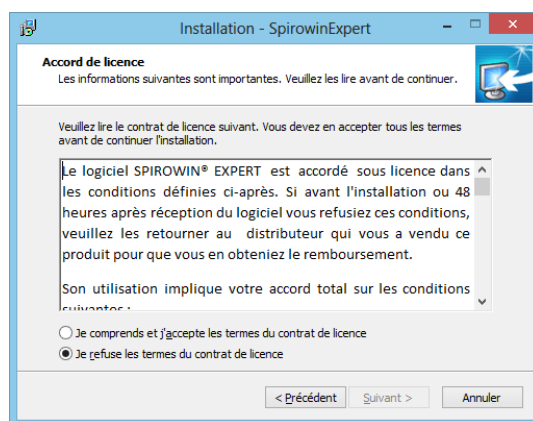 Installation - SpirowinExpert
Accord de licence
Les informations suivantes sont importantes. Veuillez les lire avant de continuer.
Veuillez lire le contrat de licence suivant. Vous devez en accepter tous les termes
avant de continuer l'installation.
Le logiciel SPIROWIN® EXPERT est accordé sous licence dans
les conditions définies ci-après. Si avant l'installation ou 48
heures après réception du logiciel vous refusiez ces conditions,
veuillez les retourner au distributeur qui vous a vendu ce
produit pour que vous en obteniez le remboursement.
Son utilisation implique votre accord total sur les conditions
suivantes :
Je comprends et j'accepte les termes du contrat de licence
Je refuse les termes du contrat de licence
< Précédent
Suivant >
Annuler